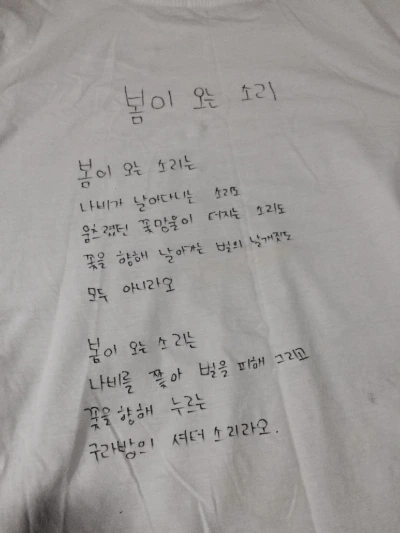 봄이 오는 소리
봄이 오는 소리는
나비가 날아다니는 소리도
움츠렸던 꽃망울이 터지는 소리도
꽃을 향해 날아가는 벌의 날개짓도
모두 아니라오
봄이 오는 소리는
나비를 쫓아 벌을 피해 그리고
꽃을 향해 누르는
구라방의 셔터 소리라오.